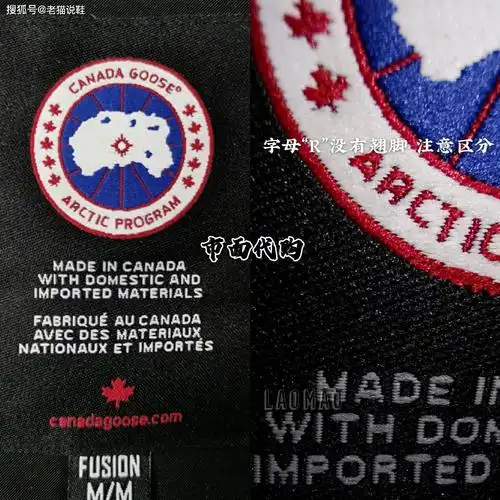 搜狐号@老猫说鞋
CANADA GOOSE®
ARCTIC PROGRAM
MADE IN CANADA
WITH DOMESTIC AND
IMPORTED MATERIALS
FABRIQUÉ AU CANADA
AVEC DES MATERIAUX
NATIONAUX ET IMPORTÉS
canadagoose.com
FUSION
M/M
市面代购
字母“R”没有翘脚 注意区分
ARCTIC
LAOMAO
MADE IN
WITH DOM
IMPORTED